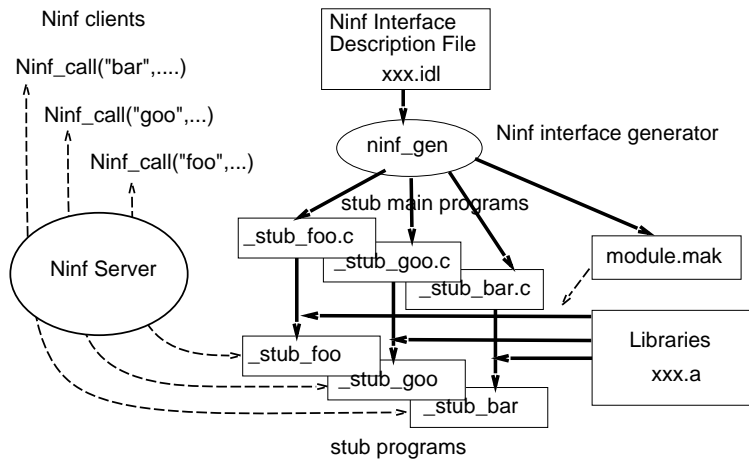 Ninf clients
Ninf Interface
Description File
xxx.idl
Ninf_call("bar",....)
Ninf_call("goo",...)
Ninf_call("foo",...)
ninf_gen
Ninf interface generator
stub main programs
_stub_foo.c
_stub_goo.c
_stub_bar.c
module.mak
Ninf Server
Libraries
xxx.a
_stub_foo
_stub_goo
_stub_bar
stub programs